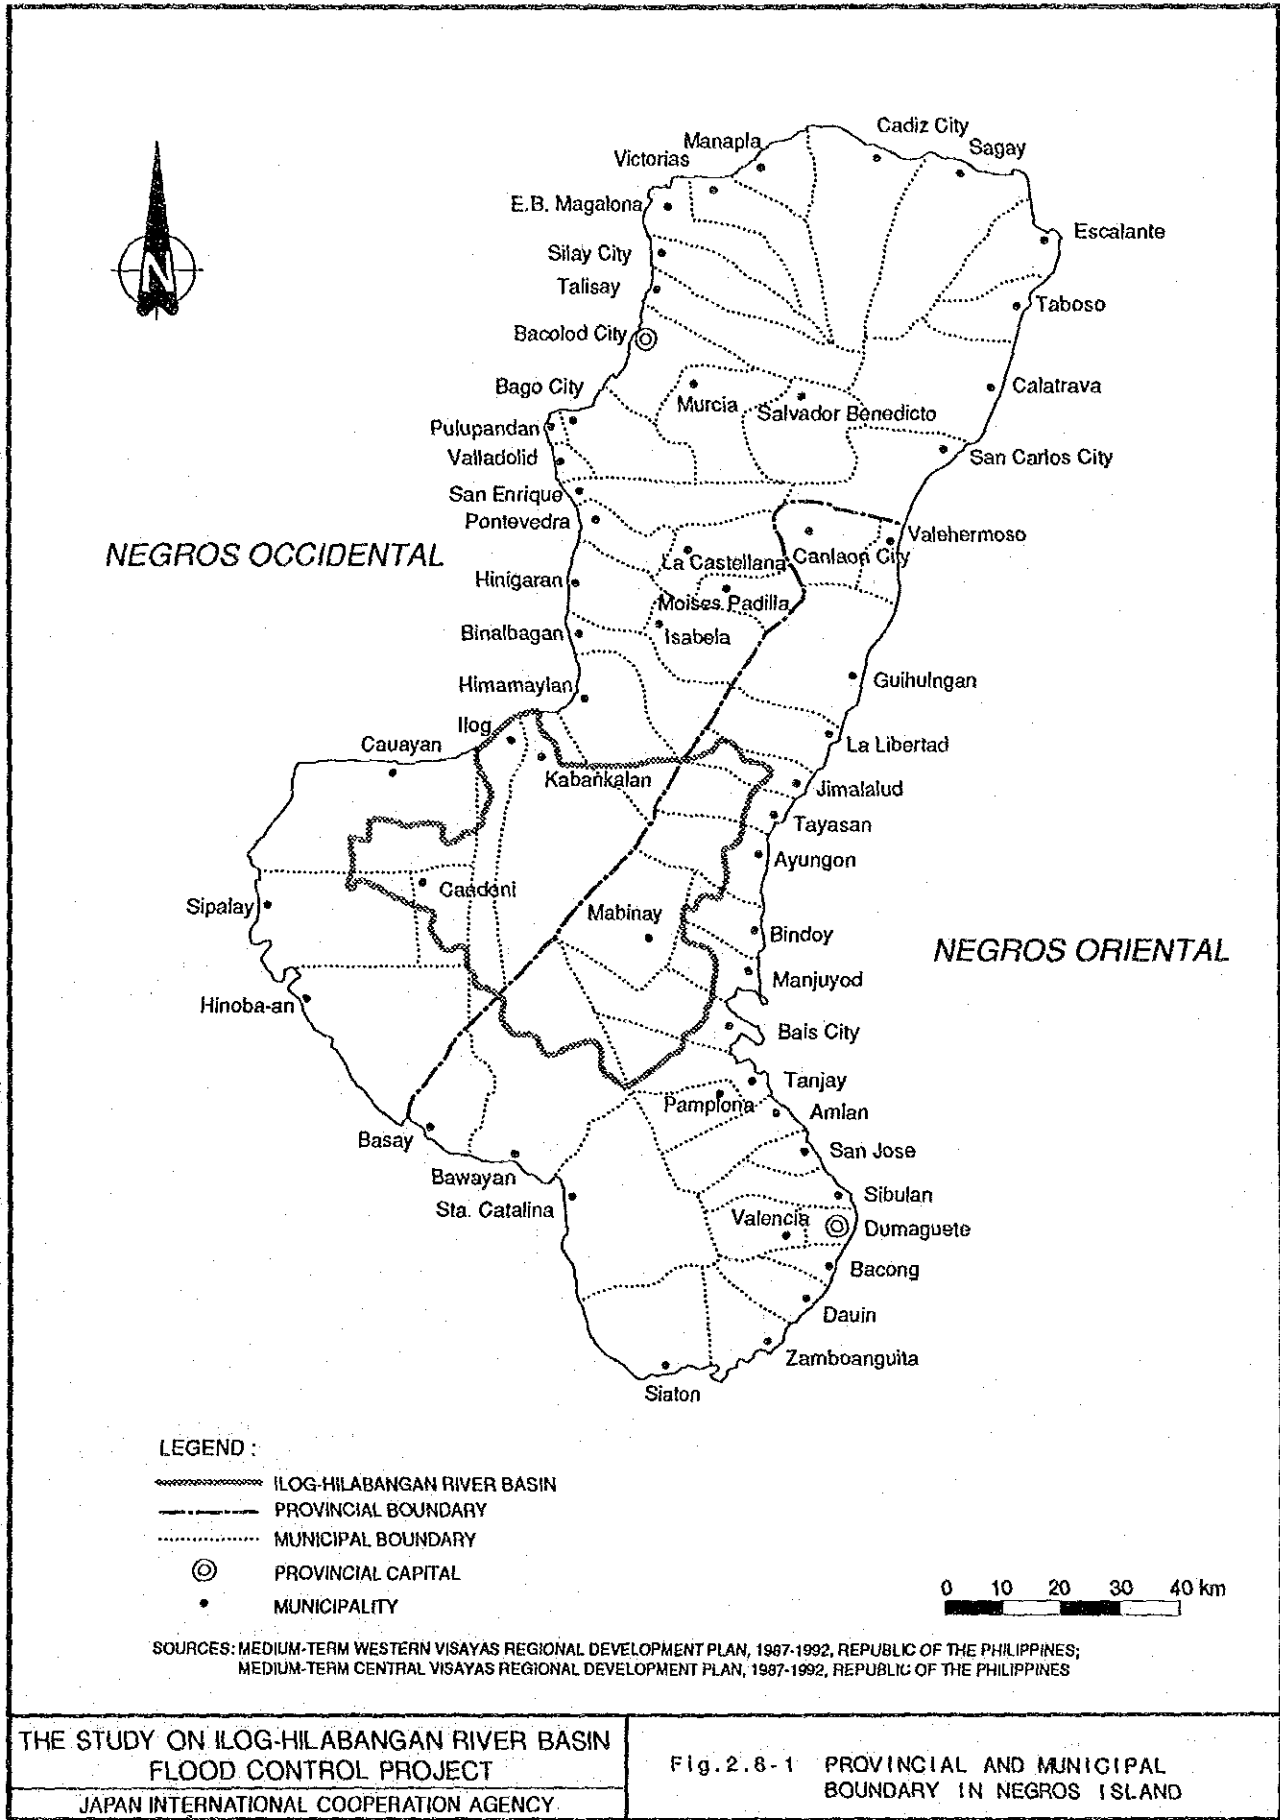 Cadiz City
Manapla
Sagay
Victorias
E.B. Magalona
Escalante
Silay City
Talisay
Taboso
Bacolod City
Bago City
Calatrava
Murcia
Salvador Benedicto
Pulupandan
Valladolid
San Carlos City
San Enrique
Pontevedra
Valehermoso
NEGROS OCCIDENTAL
La Castellana
Canlaon City
Hinigaran
Moises Padilla
Binalbagan
Isabela
Himamaylan
Guihulngan
Ilog
La Libertad
Cauayan
Kabankalan
Jimalalud
Tayasan
Ayungon
Candoni
Sipalay
Mabinay
Bindoy
NEGROS ORIENTAL
Manjuyod
Hinoba-an
Bais City
Tanjay
Pamplona
Amlan
Basay
San Jose
Bawayan
Sibulan
Sta. Catalina
Valencia
Dumaguete
Bacong
Dauin
Zamboanguita
Siaton
N
LEGEND :
ILOG-HILABANGAN RIVER BASIN
PROVINCIAL BOUNDARY
MUNICIPAL BOUNDARY
PROVINCIAL CAPITAL
MUNICIPALITY
0 10 20 30 40 km
SOURCES: MEDIUM-TERM WESTERN VISAYAS REGIONAL DEVELOPMENT PLAN, 1987-1992, REPUBLIC OF THE PHILIPPINES;
MEDIUM-TERM CENTRAL VISAYAS REGIONAL DEVELOPMENT PLAN, 1987-1992, REPUBLIC OF THE PHILIPPINES
THE STUDY ON ILOG-HILABANGAN RIVER BASIN
FLOOD CONTROL PROJECT
JAPAN INTERNATIONAL COOPERATION AGENCY
Fig.2.8-1 PROVINCIAL AND MUNICIPAL
BOUNDARY IN NEGROS ISLAND